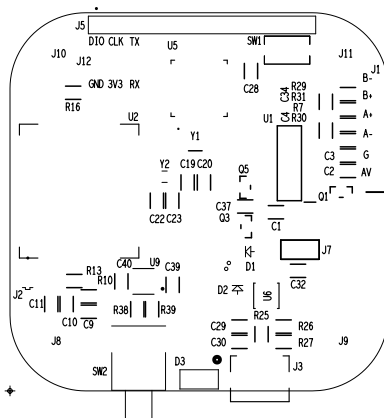 J5
DIO CLK TX
U5
SW1
J10
J12
J11
J1
B-
C28
GND 3V3 RX
C34
R29
R31
R7
R30
C4
B+
R16
U2
U1
A+
A-
Y1
C3
G
C2
AV
Y2
C19
C20
Q5
Q1
C22
C23
C37
Q3
C1
J7
C40
U9
C39
D1
R13
R10
C32
J2
D2
U6
C11
C10
C9
R38
R39
R25
C29
R26
C30
R27
J8
J9
SW2
D3
J3